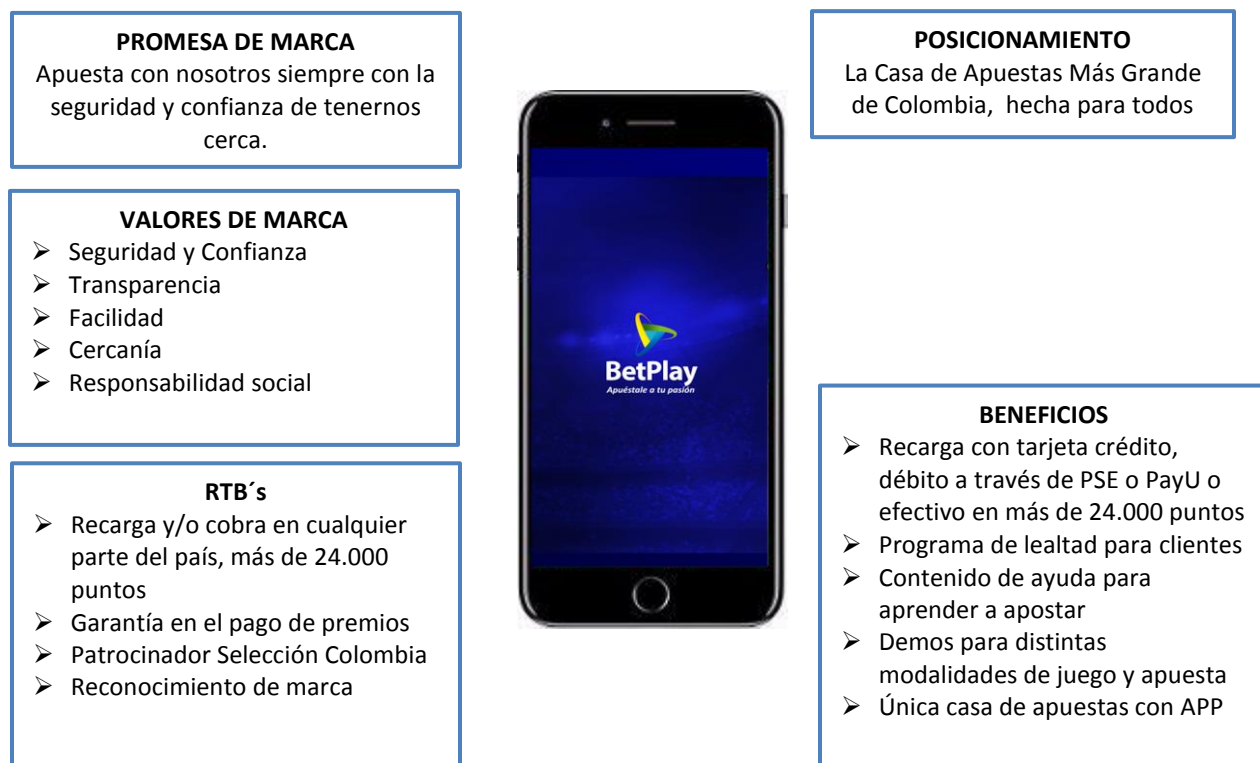 PROMESA DE MARCA
Apuesta con nosotros siempre con la
seguridad y confianza de tenernos
cerca.
VALORES DE MARCA
➢ Seguridad y Confianza
➢ Transparencia
➢ Facilidad
➢ Cercanía
➢ Responsabilidad social
RTB´s
➢ Recarga y/o cobra en cualquier
parte del país, más de 24.000
puntos
➢ Garantía en el pago de premios
➢ Patrocinador Selección Colombia
➢ Reconocimiento de marca
BetPlay
Apuéstale a tu pasión
POSICIONAMIENTO
La Casa de Apuestas Más Grande
de Colombia, hecha para todos
BENEFICIOS
➢ Recarga con tarjeta crédito,
débito a través de PSE o PayU o
efectivo en más de 24.000 puntos
➢ Programa de lealtad para clientes
➢ Contenido de ayuda para
aprender a apostar
➢ Demos para distintas
modalidades de juego y apuesta
➢ Única casa de apuestas con APP